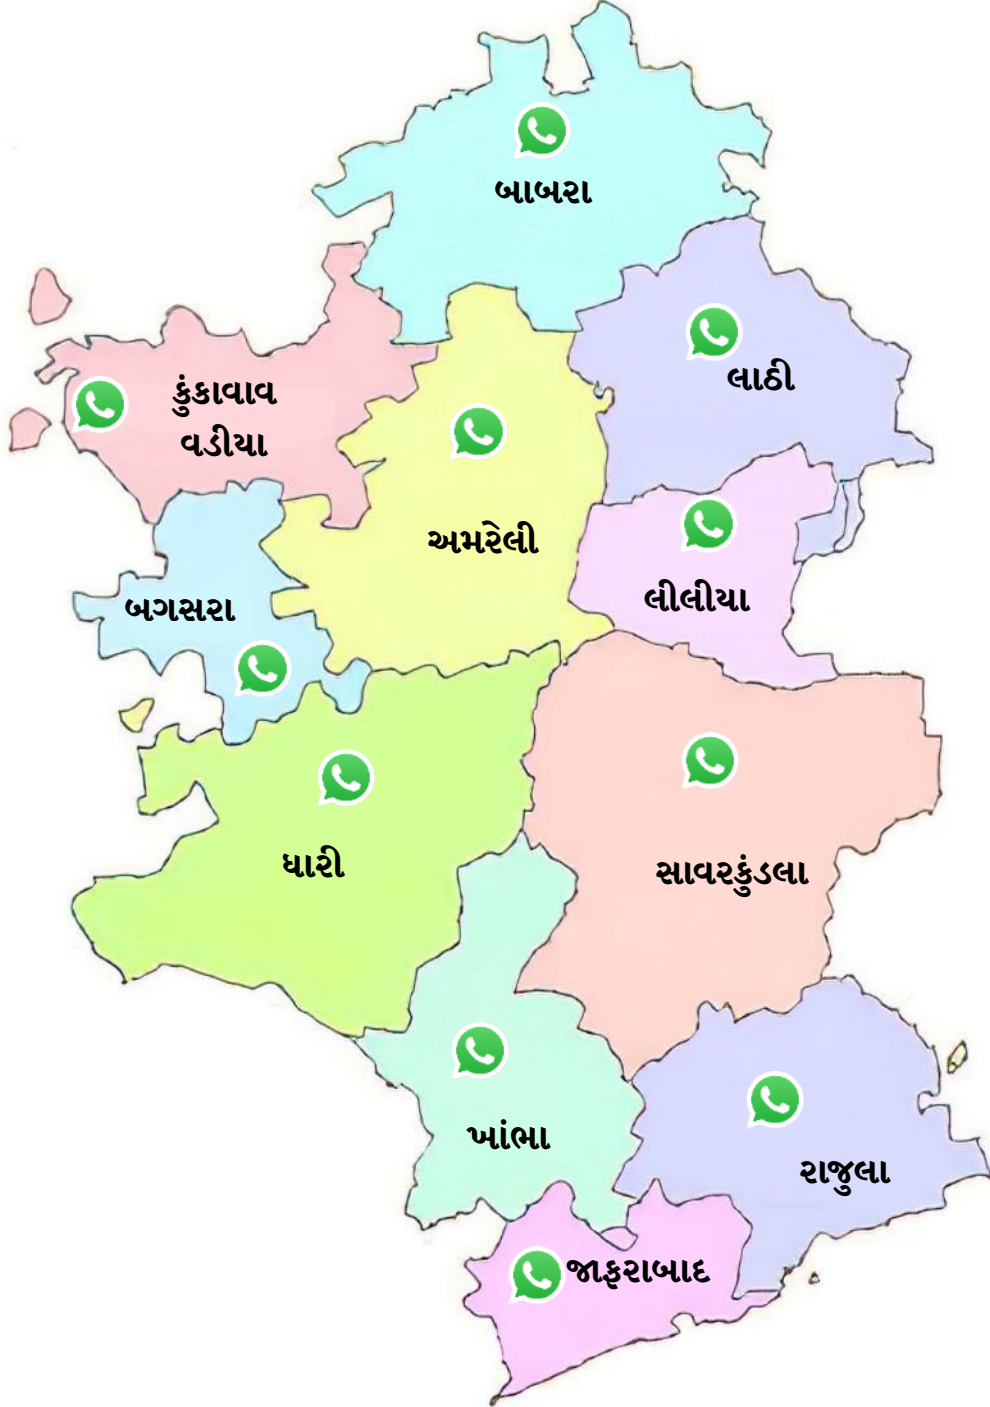 બાબરા
લાઠી
કુંકાવાવ
વડીયા
અમરેલી
લીલીયા
બગસરા
ધારી
સાવરકુંડલા
ખાંભા
રાજુલા
જાફરાબાદ